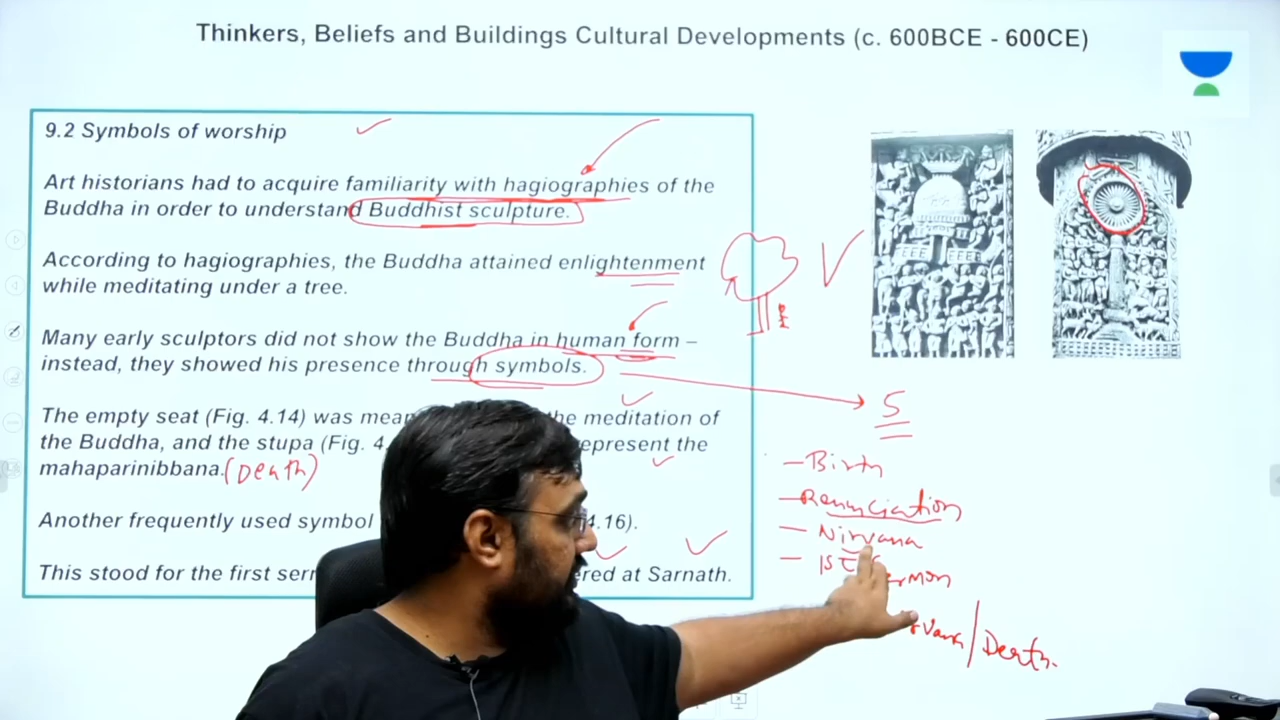 Thinkers, Beliefs and Buildings Cultural Developments (c. 600BCE - 600CE)
9.2 Symbols of worship
Art historians had to acquire familiarity with hagiographies of the
Buddha in order to understand Buddhist sculpture.
According to hagiographies, the Buddha attained enlightenment
while meditating under a tree.
Many early sculptors did not show the Buddha in human form –
instead, they showed his presence through symbols.
The empty seat (Fig. 4.14) was the meditation of
the Buddha, and the stupa (Fig. represent the
mahaparinibbana. (Death)
Another frequently used symbol 4.16).
This stood for the first at Sarnath.
5
– Birth
– Renunciation
– Nirvana
– 1st
/ Death